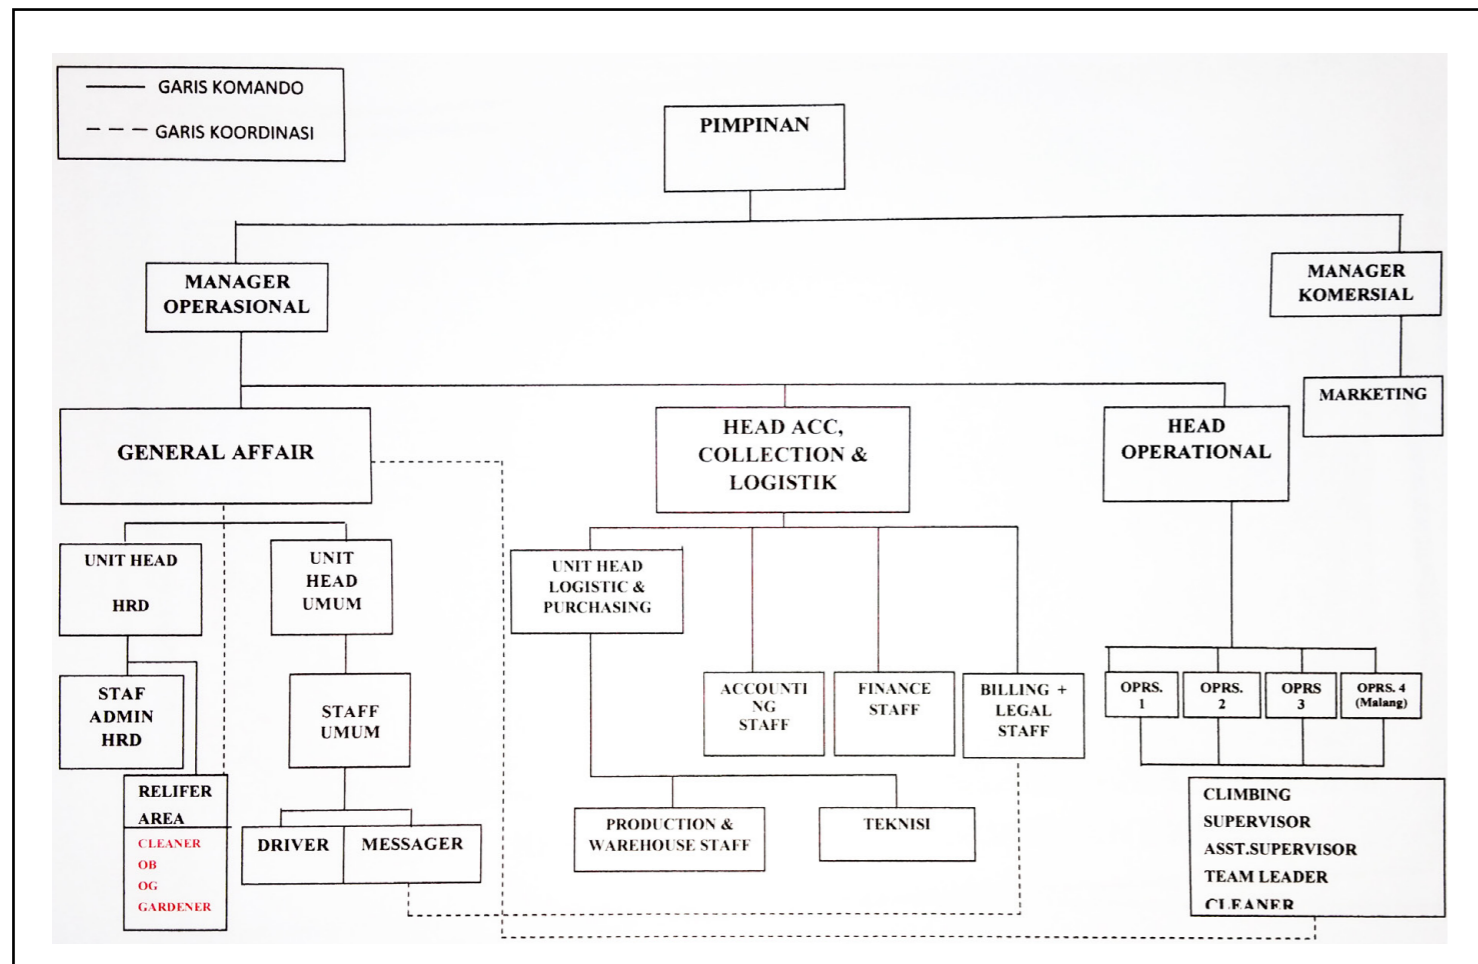 GARIS KOMANDO
GARIS KOORDINASI
PIMPINAN
MANAGER
OPERASIONAL
MANAGER
KOMERSIAL
MARKETING
GENERAL AFFAIR
HEAD ACC,
COLLECTION &
LOGISTIK
HEAD
OPERATIONAL
UNIT HEAD
HRD
UNIT
HEAD
UMUM
UNIT HEAD
LOGISTIC &
PURCHASING
STAF
ADMIN
HRD
STAFF
UMUM
ACCOUNTI
NG
STAFF
FINANCE
STAFF
BILLING +
LEGAL
STAFF
OPRS.
1
OPRS.
2
OPRS
3
OPRS. 4
(Malang)
RELIFER
AREA
CLEANER
OB
OG
GARDENER
DRIVER
MESSAGER
PRODUCTION &
WAREHOUSE STAFF
TEKNISI
CLIMBING
SUPERVISOR
ASST.SUPERVISOR
TEAM LEADER
CLEANER